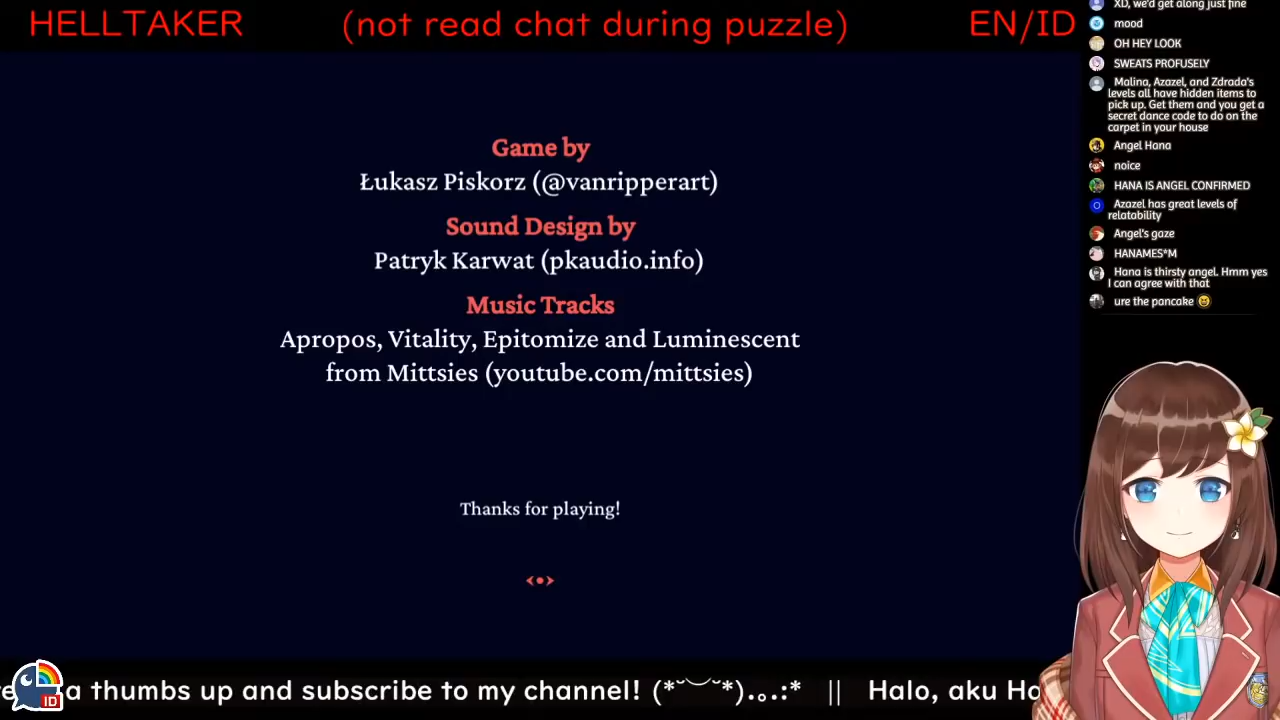 HELLTAKER (not read chat during puzzle) EN/ID
Game by
Łukasz Piskorz (@vanripperart)
Sound Design by
Patryk Karwat (pkaudio.info)
Music Tracks
Apropos, Vitality, Epitomize and Luminescent
from Mittsies (youtube.com/mittsies)
Thanks for playing!
XD, we'd get along just fine
mood
OH HEY LOOK
SWEATS PROFUSELY
Malina, Azazel, and Zdrada's
levels all have hidden items to
pick up. Get them and you get a
secret dance code to do on the
carpet in your house
Angel Hana
noice
HANA IS ANGEL CONFIRMED
O
Azazel has great levels of
relatability
Angel's gaze
HANAMES*M
Hana is thirsty angel. Hmm yes
I can agree with that
ure the pancake 😆
ID
a thumbs up and subscribe to my channel! (*˘︶˘*).｡.:* || Halo, aku Ha